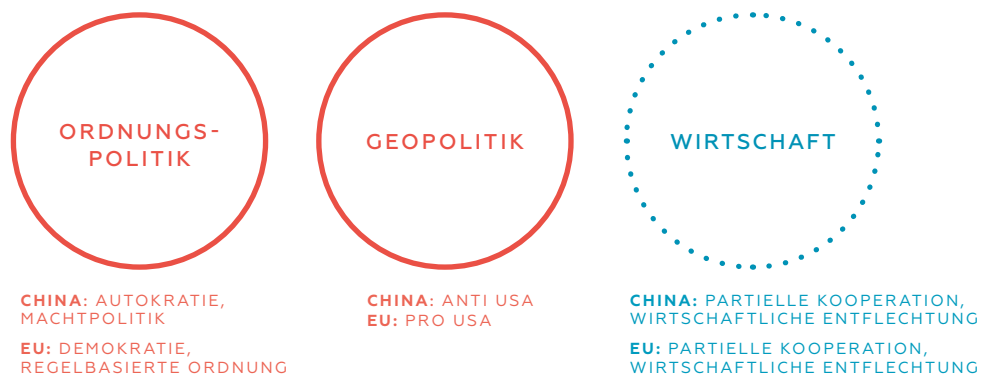 ORDNUNGS-
POLITIK
GEOPOLITIK
WIRTSCHAFT
CHINA: AUTOKRATIE,
MACHTPOLITIK
EU: DEMOKRATIE,
REGELBASIERTE ORDNUNG
CHINA: ANTI USA
EU: PRO USA
CHINA: PARTIELLE KOOPERATION,
WIRTSCHAFTLICHE ENTFLECHTUNG
EU: PARTIELLE KOOPERATION,
WIRTSCHAFTLICHE ENTFLECHTUNG